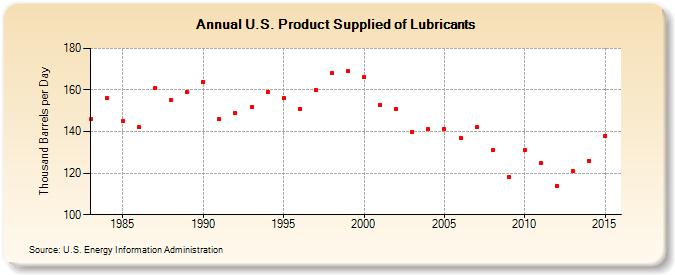 Annual U.S. Product Supplied of Lubricants
Thousand Barrels per Day
180
160
140
120
100
1985 1990 1995 2000 2005 2010 2015
Source: U.S. Energy Information Administration